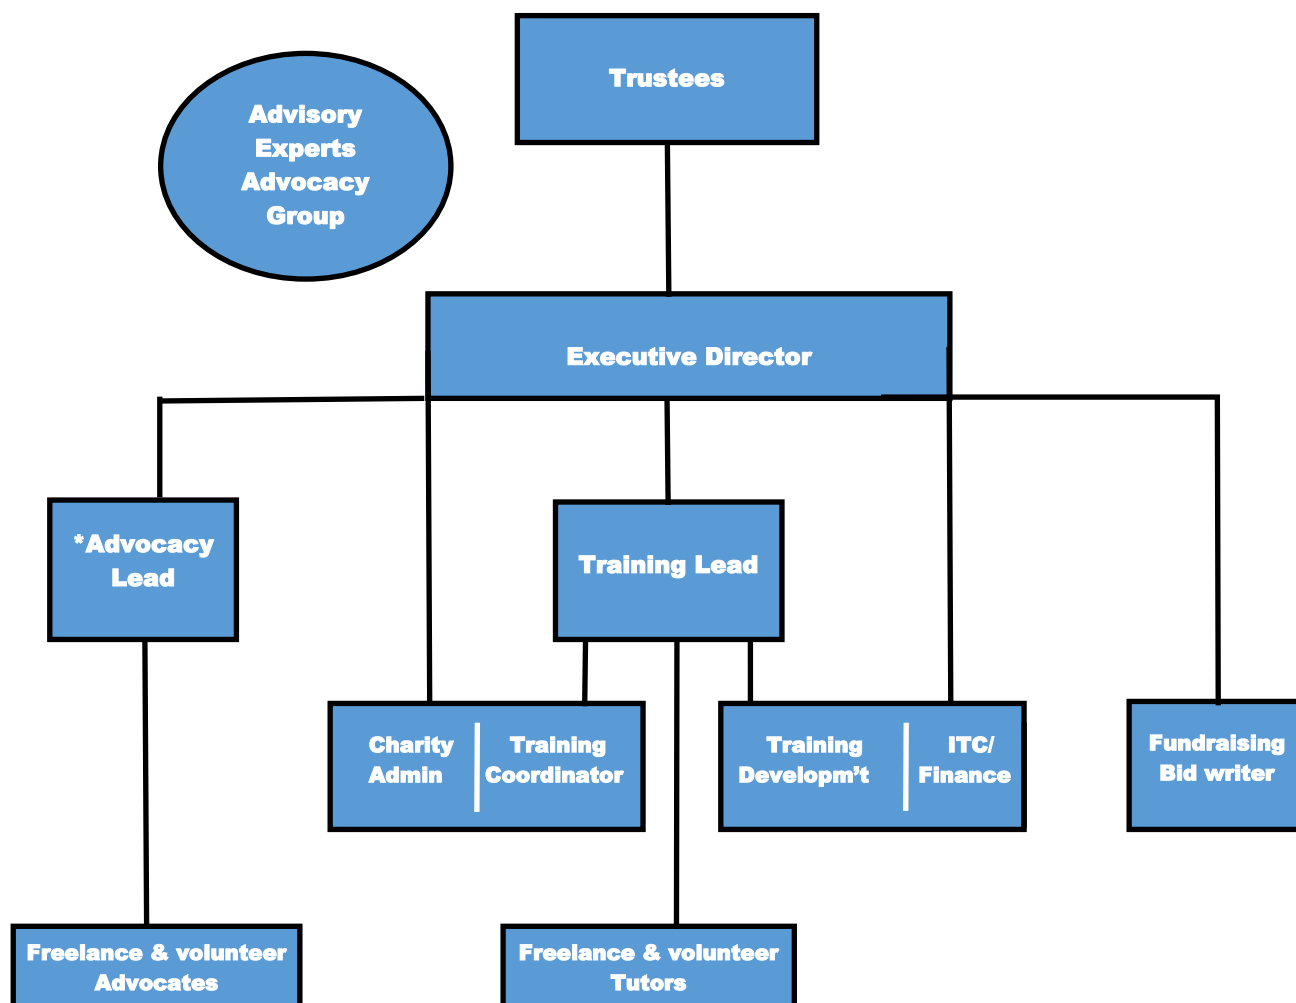 Trustees
Advisory
Experts
Advocacy
Group
Executive Director
*Advocacy
Lead
Training Lead
Charity
Admin
Training
Coordinator
Training
Developm’t
ITC/
Finance
Fundraising
Bid writer
Freelance & volunteer
Advocates
Freelance & volunteer
Tutors